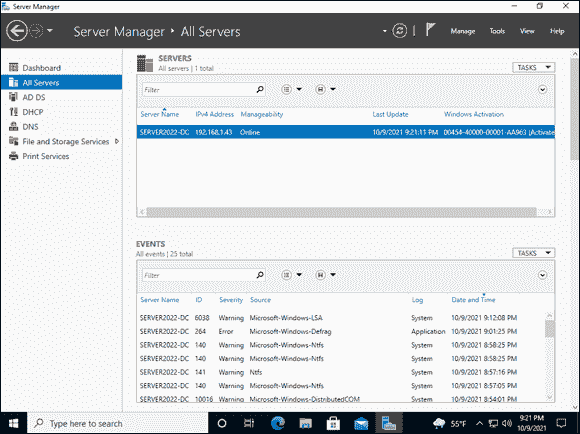 Server Manager
Server Manager › All Servers
Manage Tools View Help
Dashboard
All Servers
AD DS
DHCP
DNS
File and Storage Services
Print Services
SERVERS
All servers | 1 total
TASKS
Filter
Server Name IPv4 Address Manageability Last Update Windows Activation
SERVER2022-DC 192.168.1.43 Online 10/9/2021 9:21:11 PM 00454-40000-00001-AA963 (Activate
EVENTS
All events | 25 total
TASKS
Filter
Server Name ID Severity Source Log Date and Time
SERVER2022-DC 6038 Warning Microsoft-Windows-LSA System 10/9/2021 9:12:08 PM
SERVER2022-DC 264 Error Microsoft-Windows-Defrag Application 10/9/2021 9:01:25 PM
SERVER2022-DC 140 Warning Microsoft-Windows-Ntfs System 10/9/2021 8:58:25 PM
SERVER2022-DC 140 Warning Microsoft-Windows-Ntfs System 10/9/2021 8:58:25 PM
SERVER2022-DC 141 Warning Ntfs System 10/9/2021 8:57:16 PM
SERVER2022-DC 140 Warning Microsoft-Windows-Ntfs System 10/9/2021 8:57:05 PM
SERVER2022-DC 10016 Warning Microsoft-Windows-DistributedCOM System 10/9/2021 8:54:01 PM
Type here to search
55°F
9:21 PM
10/9/2021